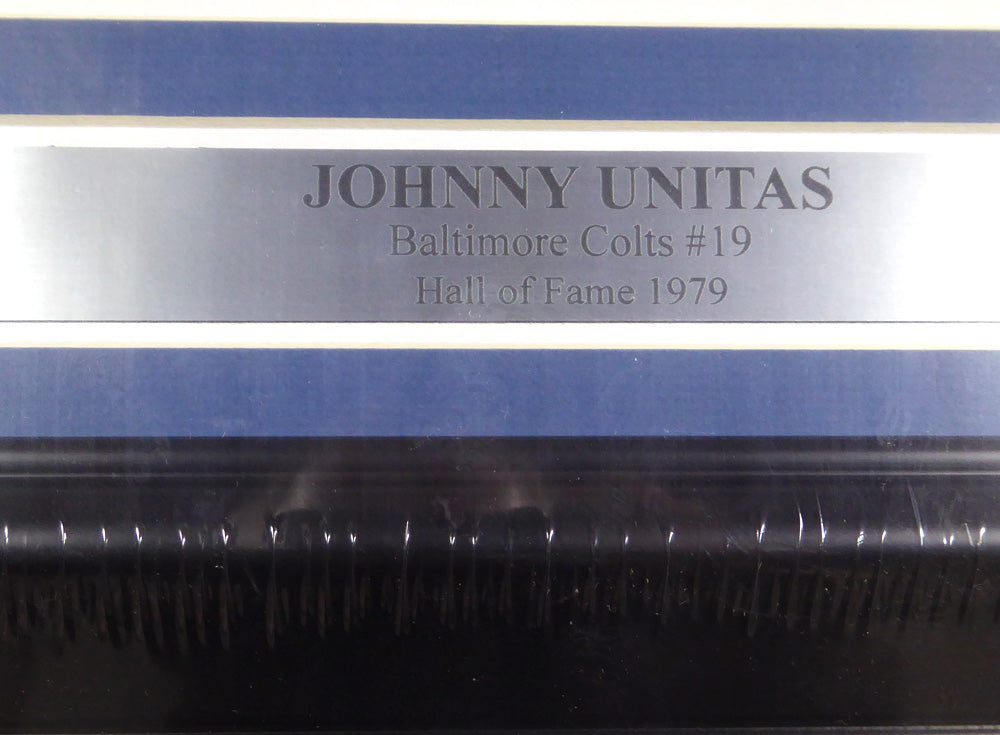 JOHNNY UNITAS
Baltimore Colts #19
Hall of Fame 1979